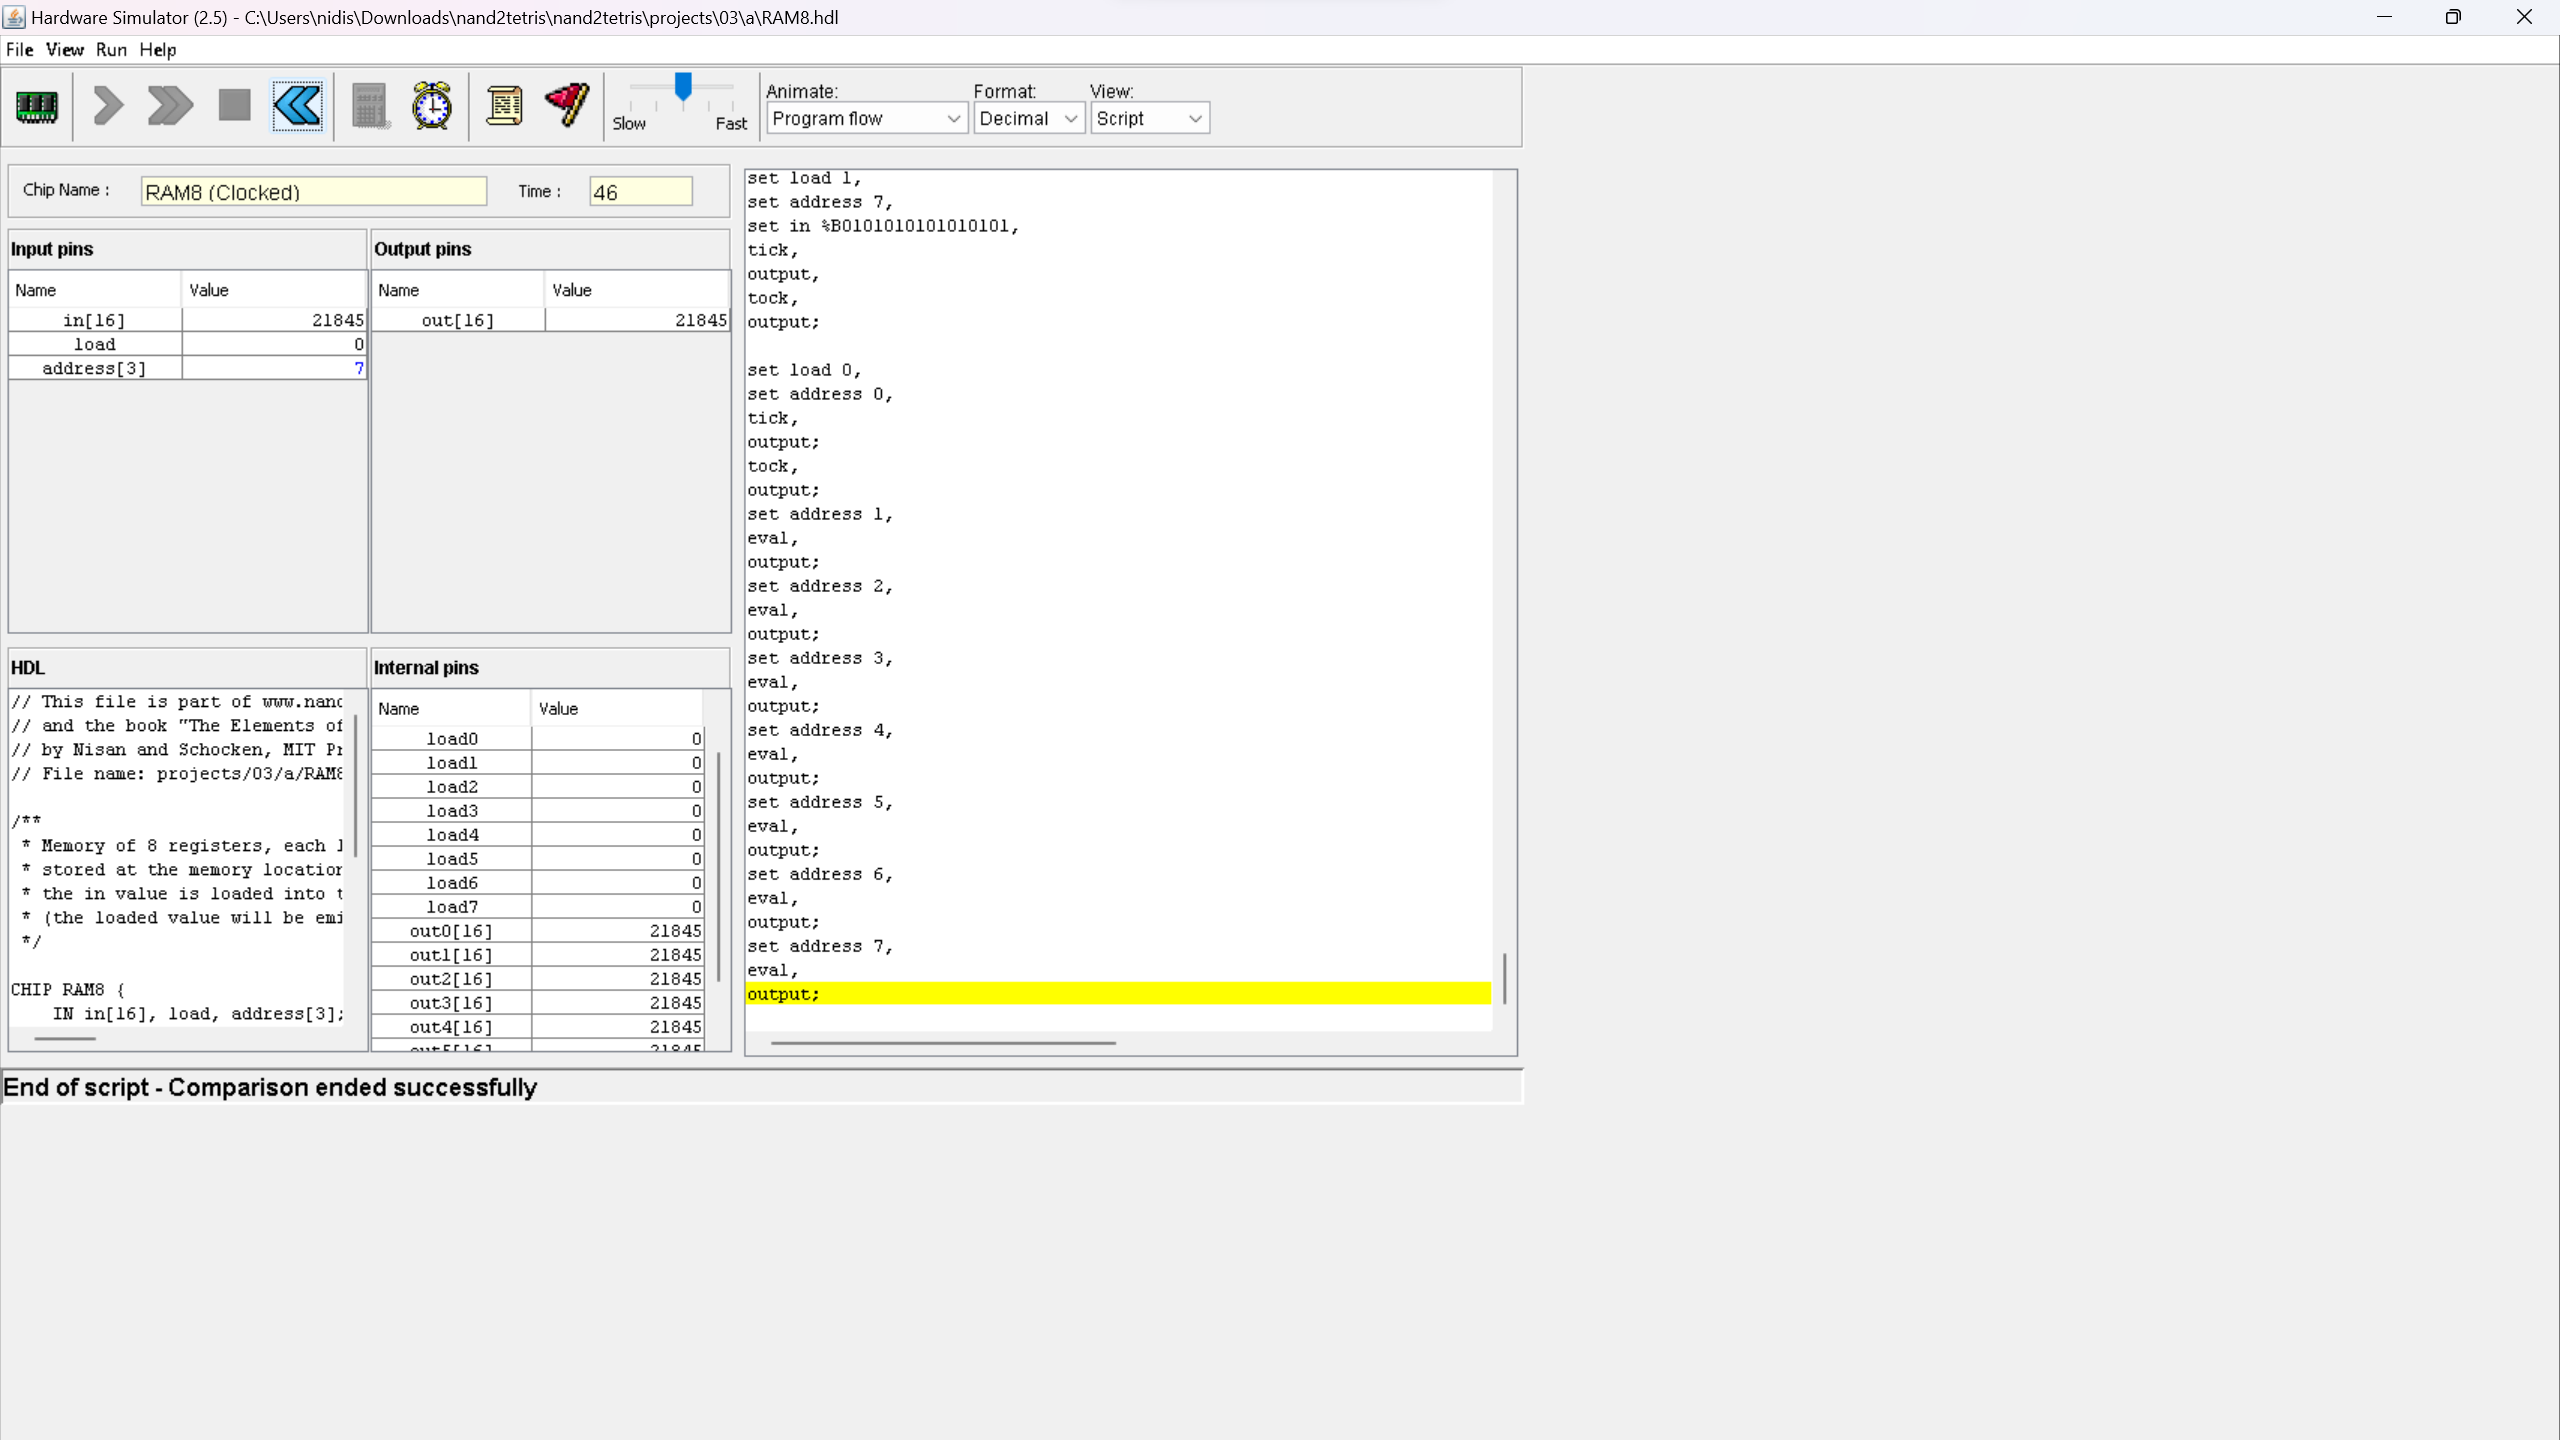 Hardware Simulator (2.5) - C:\Users\nidis\Downloads\nand2tetris\nand2tetris\projects\03\a\RAM8.hdl
File View Run Help
Slow Fast
Animate: Format: View:
Program flow Decimal Script
Chip Name : RAM8 (Clocked) Time : 46
Input pins
Name Value
in[16] 21845
load 0
address[3] 7
Output pins
Name Value
out[16] 21845
HDL
// This file is part of www.nand
// and the book "The Elements of
// by Nisan and Schocken, MIT Pr
// File name: projects/03/a/RAM8
/**
* Memory of 8 registers, each 1
* stored at the memory location
* the in value is loaded into t
* (the loaded value will be emi
*/
CHIP RAM8 {
IN in[16], load, address[3];
Internal pins
Name Value
load0 0
load1 0
load2 0
load3 0
load4 0
load5 0
load6 0
load7 0
out0[16] 21845
out1[16] 21845
out2[16] 21845
out3[16] 21845
out4[16] 21845
out5[16] 21845
set load 1,
set address 7,
set in %B0101010101010101,
tick,
output,
tock,
output;
set load 0,
set address 0,
tick,
output;
tock,
output;
set address 1,
eval,
output;
set address 2,
eval,
output;
set address 3,
eval,
output;
set address 4,
eval,
output;
set address 5,
eval,
output;
set address 6,
eval,
output;
set address 7,
eval,
output;
End of script - Comparison ended successfully